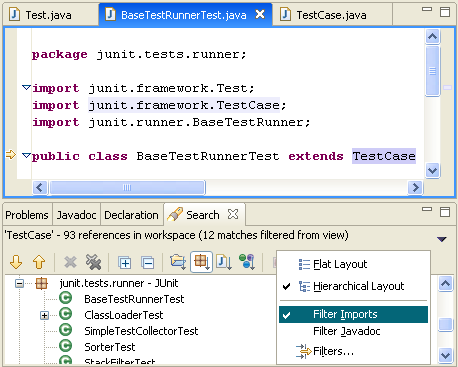 Test.java
BaseTestRunnerTest.java
TestCase.java
package junit.tests.runner;
import junit.framework.Test;
import junit.framework.TestCase;
import junit.runner.BaseTestRunner;
public class BaseTestRunnerTest extends TestCase
Problems
Javadoc
Declaration
Search
'TestCase' - 93 references in workspace (12 matches filtered from view)
junit.tests.runner - JUnit
BaseTestRunnerTest
ClassLoaderTest
SimpleTestCollectorTest
SorterTest
StackFilterTest
Flat Layout
Hierarchical Layout
Filter Imports
Filter Javadoc
Filters...